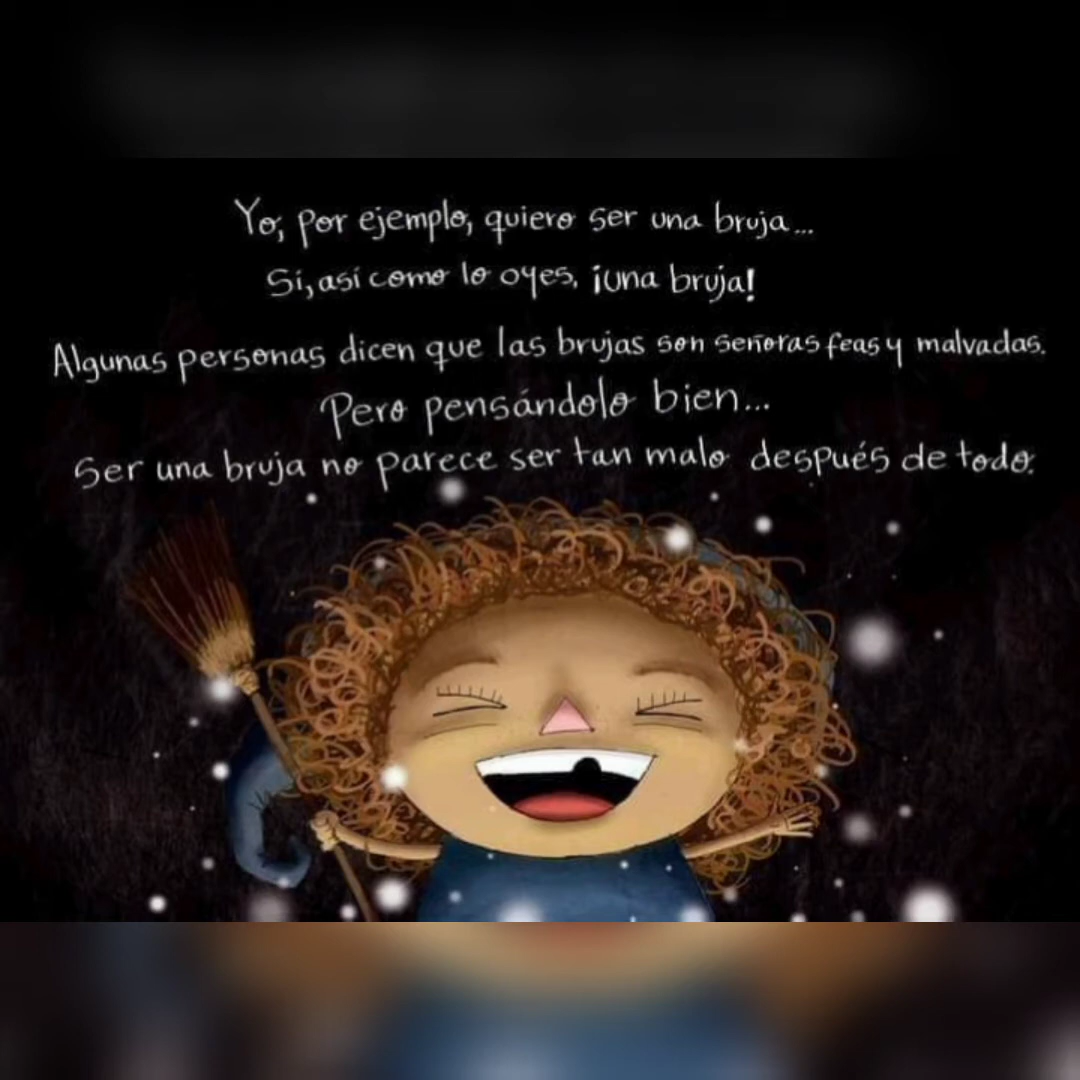 Yo, por ejemplo, quiero ser una bruja...
Sí, así como lo oyes. ¡una bruja!
Algunas personas dicen que las brujas son señoras feas y malvadas.
Pero pensándolo bien...
Ser una bruja no parece ser tan malo después de todo.